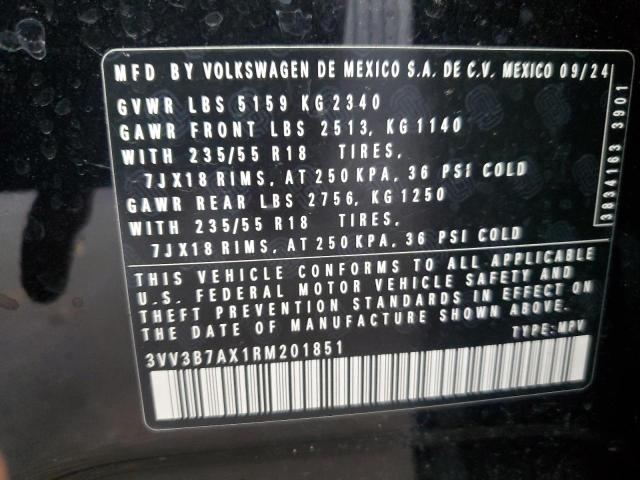 MFD BY VOLKSWAGEN DE MEXICO S.A. DE C.V. MEXICO 09/24
GVWR LBS 5159 KG 2340
GAWR FRONT LBS 2513, KG 1140
WITH 235/55 R18 TIRES,
7JX18 RIMS, AT 250 KPA, 36 PSI COLD
GAWR REAR LBS 2756, KG 1250
WITH 235/55 R18 TIRES,
7JX18 RIMS, AT 250 KPA, 36 PSI COLD
THIS VEHICLE CONFORMS TO ALL APPLICABLE
U.S. FEDERAL MOTOR VEHICLE SAFETY AND
THEFT PREVENTION STANDARDS IN EFFECT ON
THE DATE OF MANUFACTURE SHOWN ABOVE.
TYPE: MPV
3VV3B7AX1RM201851
3834163 3901